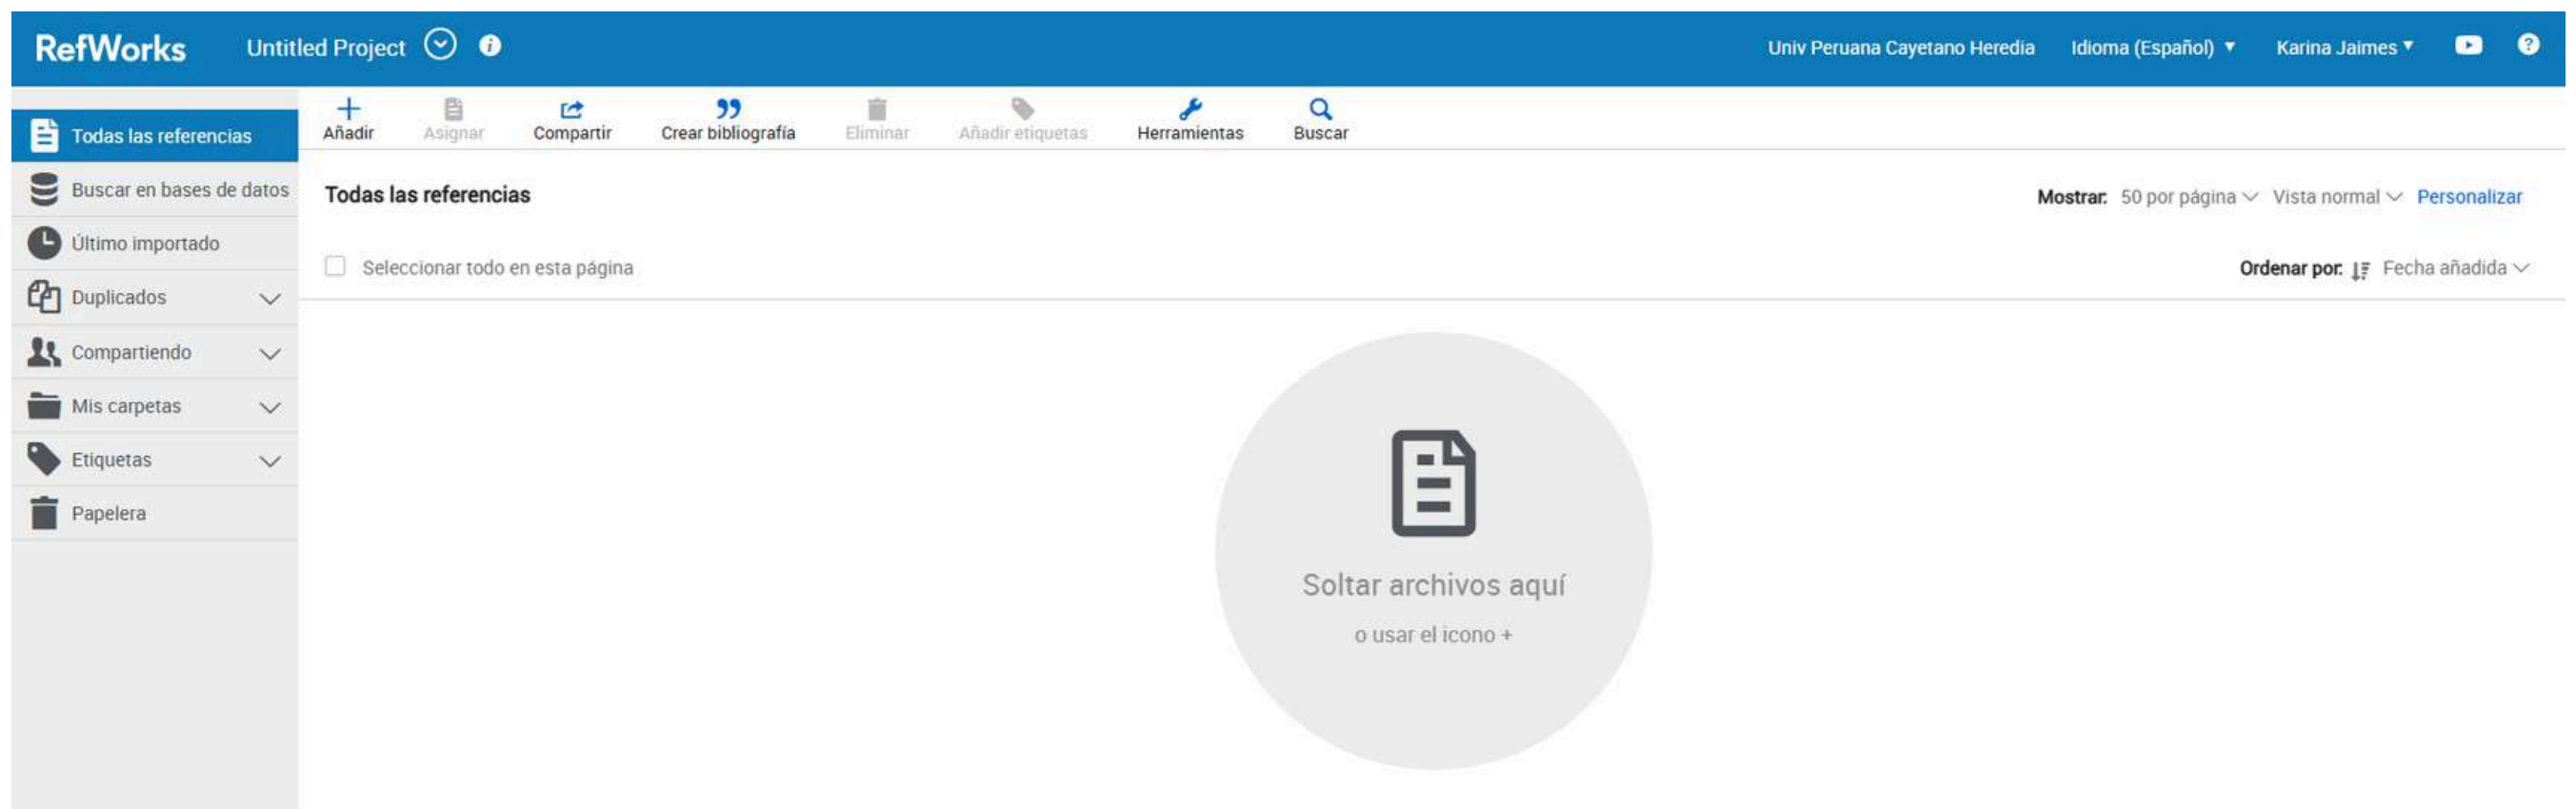 RefWorks Untitled Project Univ Peruana Cayetano Heredia Idioma (Español) Karina Jaimes
Añadir Asignar Compartir Crear bibliografía Eliminar Añadir etiquetas Herramientas Buscar
Todas las referencias
Buscar en bases de datos
Último importado
Duplicados
Compartiendo
Mis carpetas
Etiquetas
Papelera
Todas las referencias
Mostrar: 50 por página Vista normal Personalizar
Seleccionar todo en esta página
Ordenar por: Fecha añadida
Soltar archivos aquí
o usar el icono +